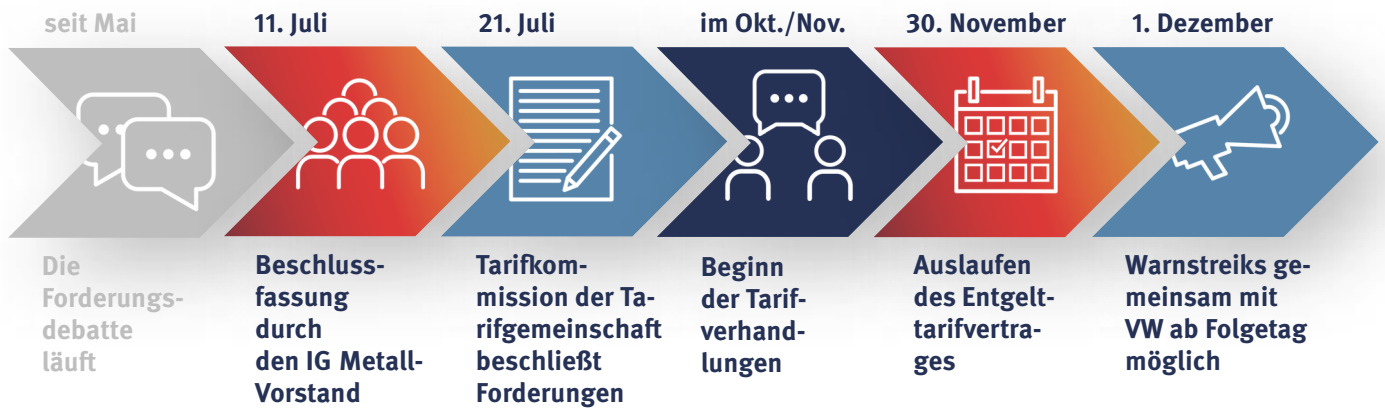 seit Mai
Die
Forderungs-
debatte
läuft
11. Juli
Beschluss-
fassung
durch
den IG Metall-
Vorstand
21. Juli
Tarifkom-
mission der Ta-
rifgemeinschaft
beschließt
Forderungen
im Okt./Nov.
Beginn
der Tarif-
verhand-
lungen
30. November
Auslaufen
des Entgelt-
tarifvertra-
ges
1. Dezember
Warnstreiks ge-
meinsam mit
VW ab Folgetag
möglich